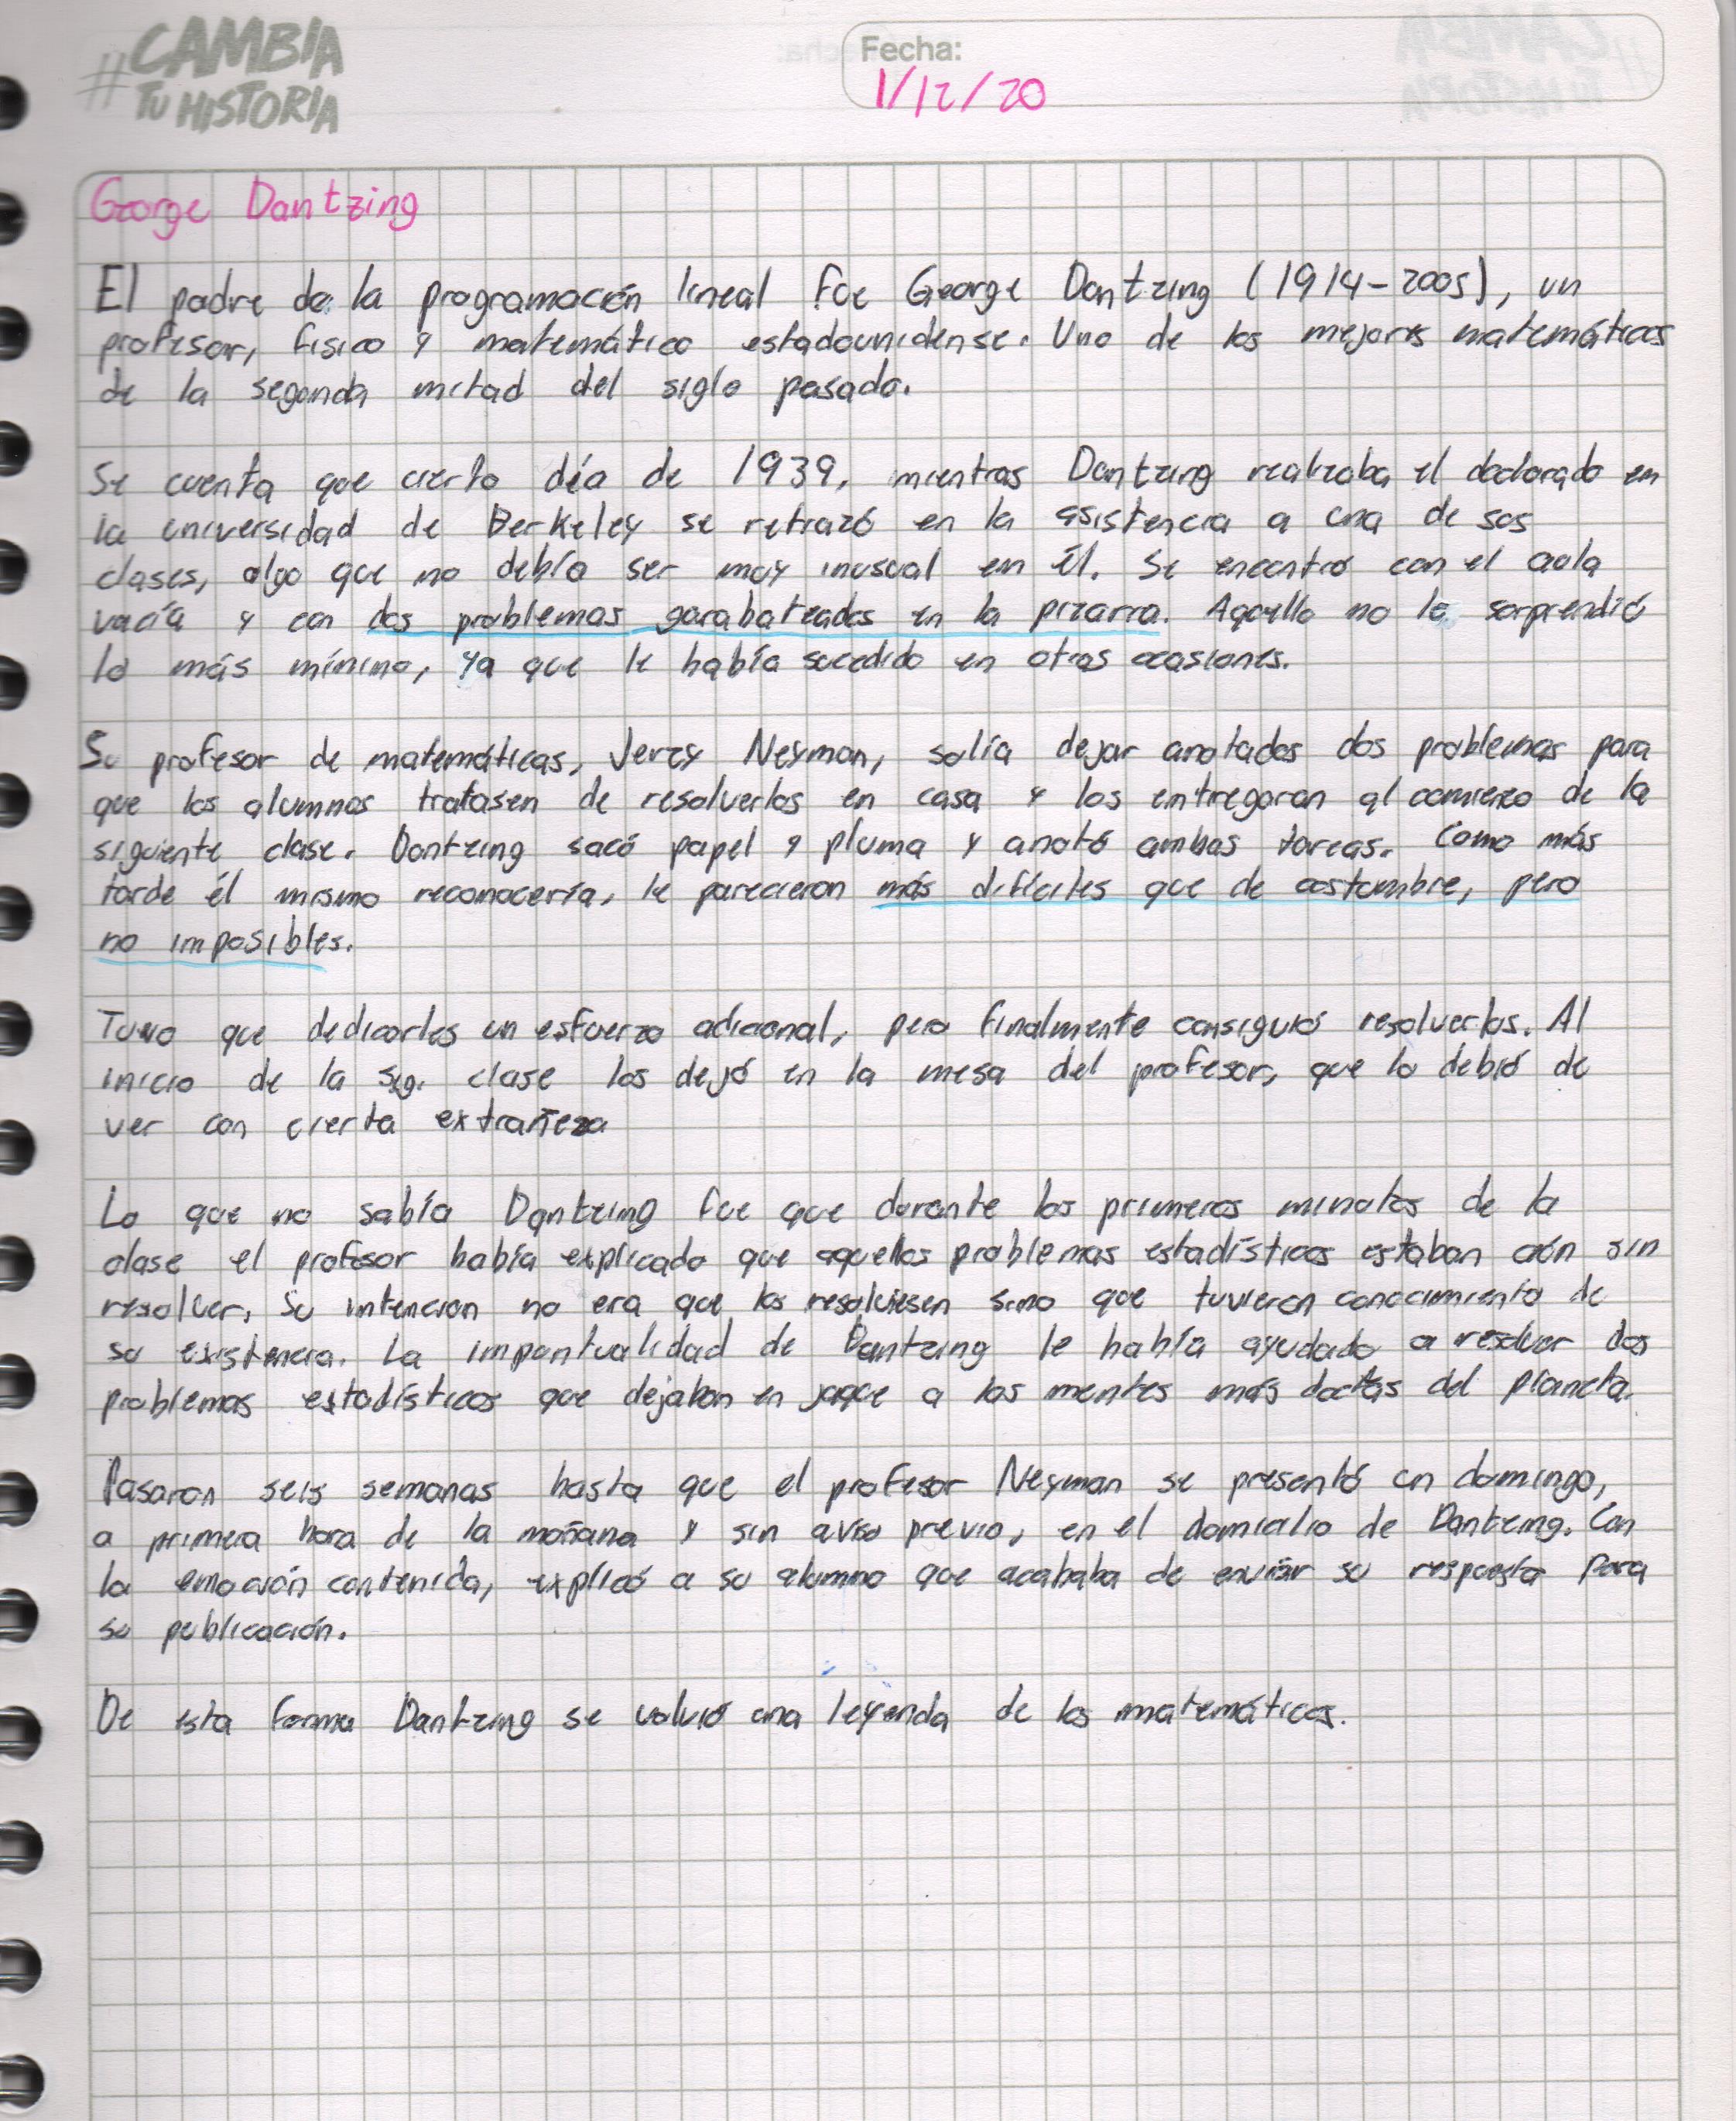 #CAMBIA
TU HISTORIA
Fecha:
1/12/20
George Dantzing
El padre de la programación lineal fue George Dantzing (1914-2005), un
profesor, físico y matemático estadounidense. Uno de los mejores matemáticos
de la segunda mitad del siglo pasado.
Se cuenta que cierto día de 1939, mientras Dantzing realizaba el doctorado en
la universidad de Berkeley se retrazó en la asistencia a una de sus
clases, algo que no debía ser muy inusual en él. Se encontró con el aula
vacía y con dos problemas garabateados en la pizarra. Aquello no le sorprendió
lo más mínimo, ya que le había sucedido en otras ocasiones.
Su profesor de matemáticas, Jerzy Neyman, solía dejar anotados dos problemas para
que los alumnos tratasen de resolverlos en casa y los entregaran al comienzo de la
siguiente clase. Dantzing sacó papel y pluma y anotó ambas tareas. Como más
tarde él mismo reconocería, le parecieron más difíciles que de costumbre, pero
no imposibles.
Tuvo que dedicarles un esfuerzo adicional, pero finalmente consiguió resolverlos. Al
inicio de la sig. clase los dejó en la mesa del profesor, que lo debió de
ver con cierta extrañeza
Lo que no sabía Dantzing fue que durante los primeros minutos de la
clase el profesor había explicado que aquellos problemas estadísticos estaban aún sin
resolver. Su intencion no era que los resolviesen sino que tuvieran conocimiento de
su existencia. La impuntualidad de Dantzing le había ayudado a resolver dos
problemas estadísticos que dejaban en jaque a las mentes más doctas del planeta.
Pasaron seis semanas hasta que el profesor Neyman se presentó un domingo,
a primera hora de la mañana y sin aviso previo, en el domicilio de Dantzing. Con
la emoción contenida, explicó a su alumno que acababa de enviar su respuesta para
su publicación.
De esta forma Dantzing se volvió una leyenda de los matemáticos.